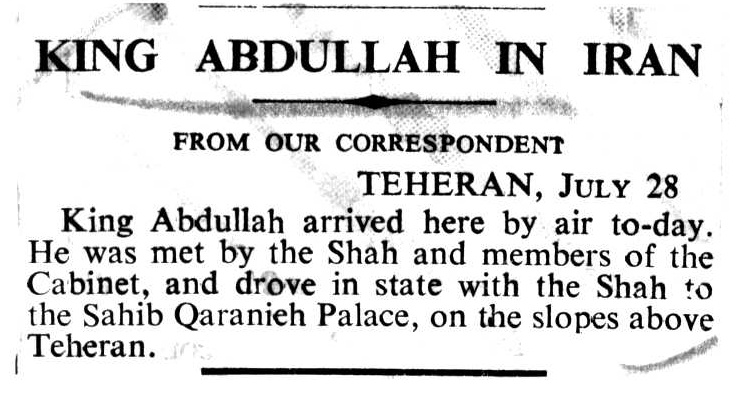 KING ABDULLAH IN IRAN
FROM OUR CORRESPONDENT
TEHERAN, JULY 28
King Abdullah arrived here by air to-day.
He was met by the Shah and members of the
Cabinet, and drove in state with the Shah to
the Sahib Qaranieh Palace, on the slopes above
Teheran.